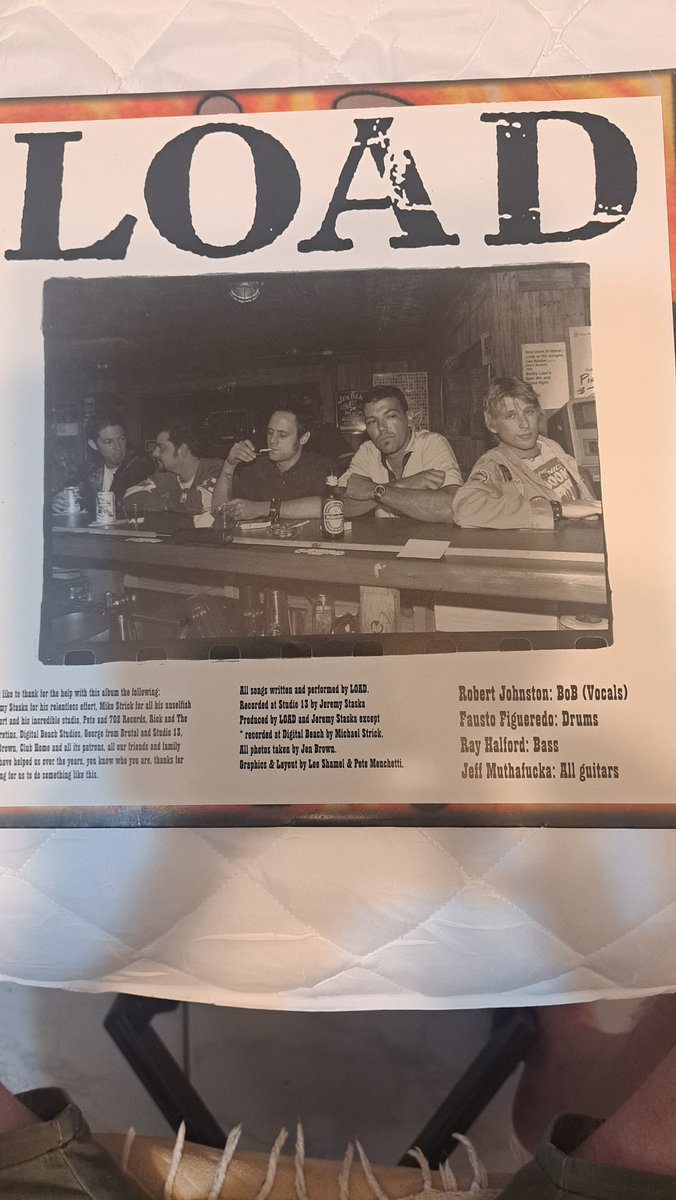 LOAD
JIM BEAM
like to thank for the help with this album the following:
my Staska for his relentless effort, Mike Strick for all his unselfish
ort and his incredible studio, Pete and 702 Records, Rick and The
retins, Digital Beach Studios, George from Brutal and Studio 13,
Brown, Club Home and all its patrons, all our friends and family
have helped us over the years, you know who you are, thanks for
ng for us to do something like this.
All songs written and performed by LOAD.
Recorded at Studio 13 by Jeremy Staska
Produced by LOAD and Jeremy Staska except
* recorded at Digital Beach by Michael Strick.
All photos taken by Jen Brown.
Graphics & Layout by Lee Shamel & Pete Menchetti.
Robert Johnston: BoB (Vocals)
Fausto Figueredo: Drums
Ray Halford: Bass
Jeff Muthafucka: All guitars